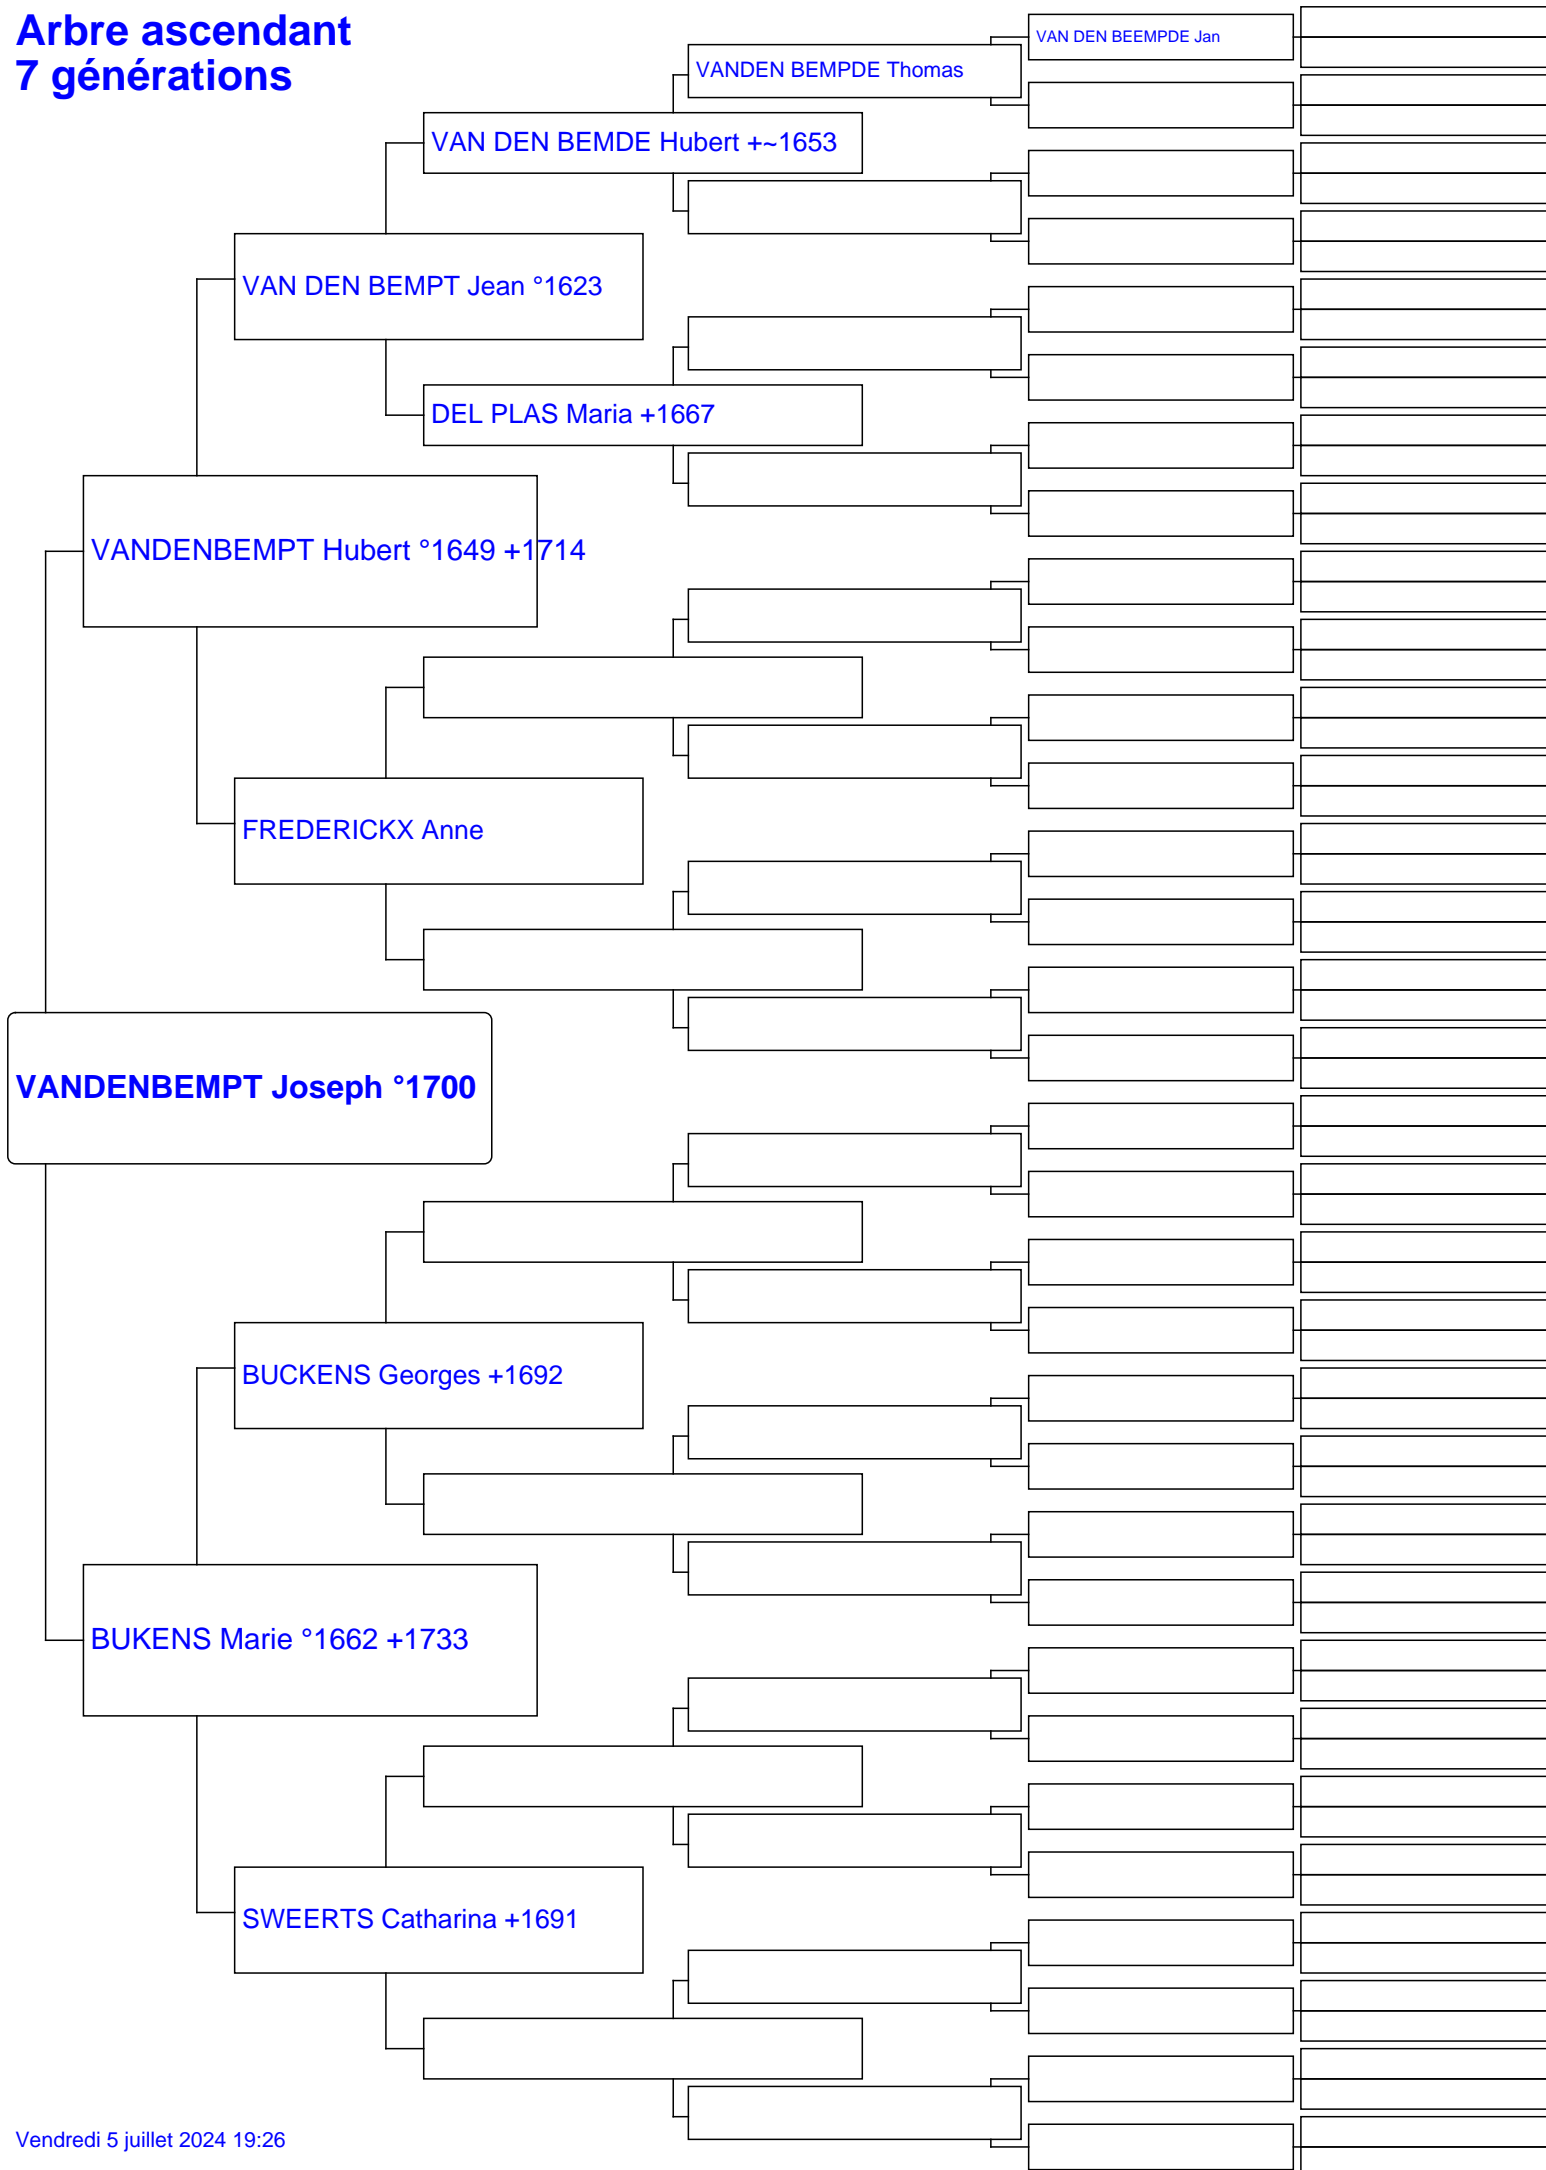 Arbre ascendant
7 générations
VAN DEN BEEMPDE Jan
VANDEN BEMPDE Thomas
VAN DEN BEMDE Hubert +~1653
VAN DEN BEMPT Jean °1623
DEL PLAS Maria +1667
VANDENBEMPT Hubert °1649 +1714
FREDERICKX Anne
VANDENBEMPT Joseph °1700
BUCKENS Georges +1692
BUKENS Marie °1662 +1733
SWEERTS Catharina +1691
Vendredi 5 juillet 2024 19:26